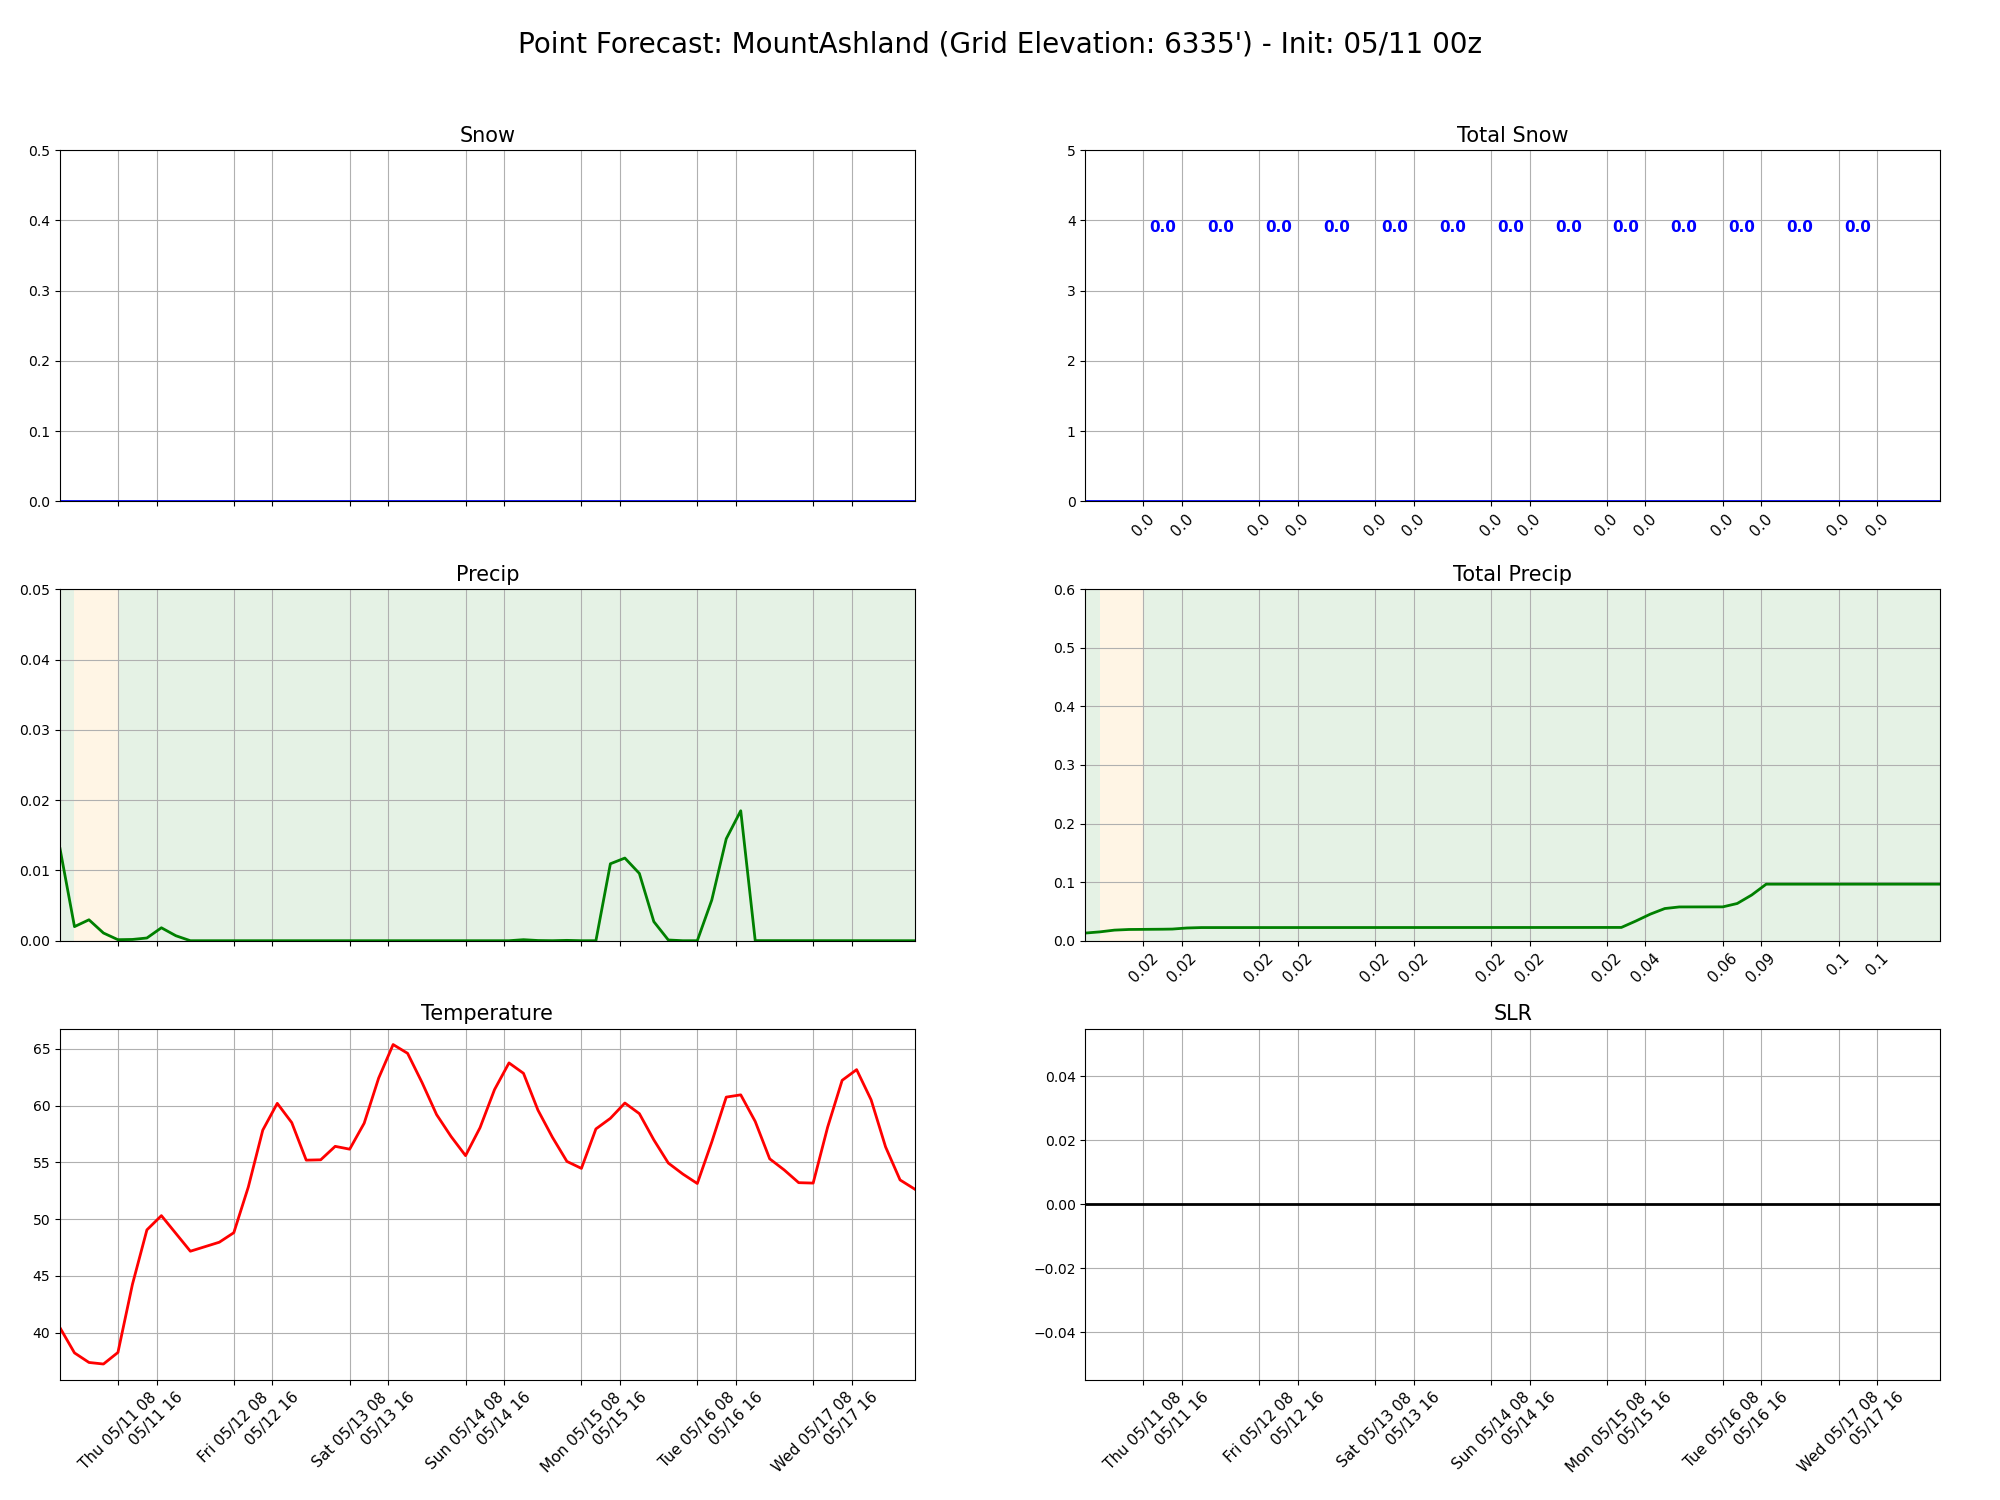 Point Forecast: MountAshland (Grid Elevation: 6335') - Init: 05/11 00z
Snow
0.5
0.4
0.3
0.2
0.1
0.0
Total Snow
5
4
3
2
1
0
0.0 0.0 0.0 0.0 0.0 0.0 0.0 0.0 0.0 0.0 0.0 0.0 0.0
0.0 0.0 0.0 0.0 0.0 0.0 0.0 0.0 0.0 0.0 0.0 0.0 0.0 0.0
Precip
0.05
0.04
0.03
0.02
0.01
0.00
Total Precip
0.6
0.5
0.4
0.3
0.2
0.1
0.0
0.02 0.02 0.02 0.02 0.02 0.02 0.02 0.02 0.02 0.04 0.06 0.09 0.1 0.1
Temperature
65
60
55
50
45
40
Thu 05/11 08
05/11 16
Fri 05/12 08
05/12 16
Sat 05/13 08
05/13 16
Sun 05/14 08
05/14 16
Mon 05/15 08
05/15 16
Tue 05/16 08
05/16 16
Wed 05/17 08
05/17 16
SLR
0.04
0.02
0.00
−0.02
−0.04
Thu 05/11 08
05/11 16
Fri 05/12 08
05/12 16
Sat 05/13 08
05/13 16
Sun 05/14 08
05/14 16
Mon 05/15 08
05/15 16
Tue 05/16 08
05/16 16
Wed 05/17 08
05/17 16